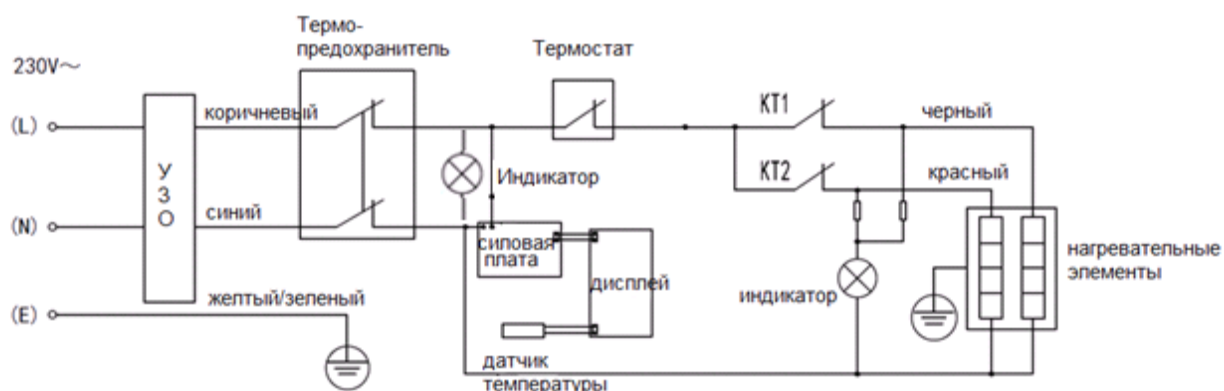 Термо-
предохранитель
Термостат
230V~
(L)
коричневый
KT1
черный
У
З
О
Индикатор
KT2
красный
(N)
синий
силовая
плата
дисплей
нагревательные
элементы
индикатор
желтый/зеленый
(E)
датчик
температуры